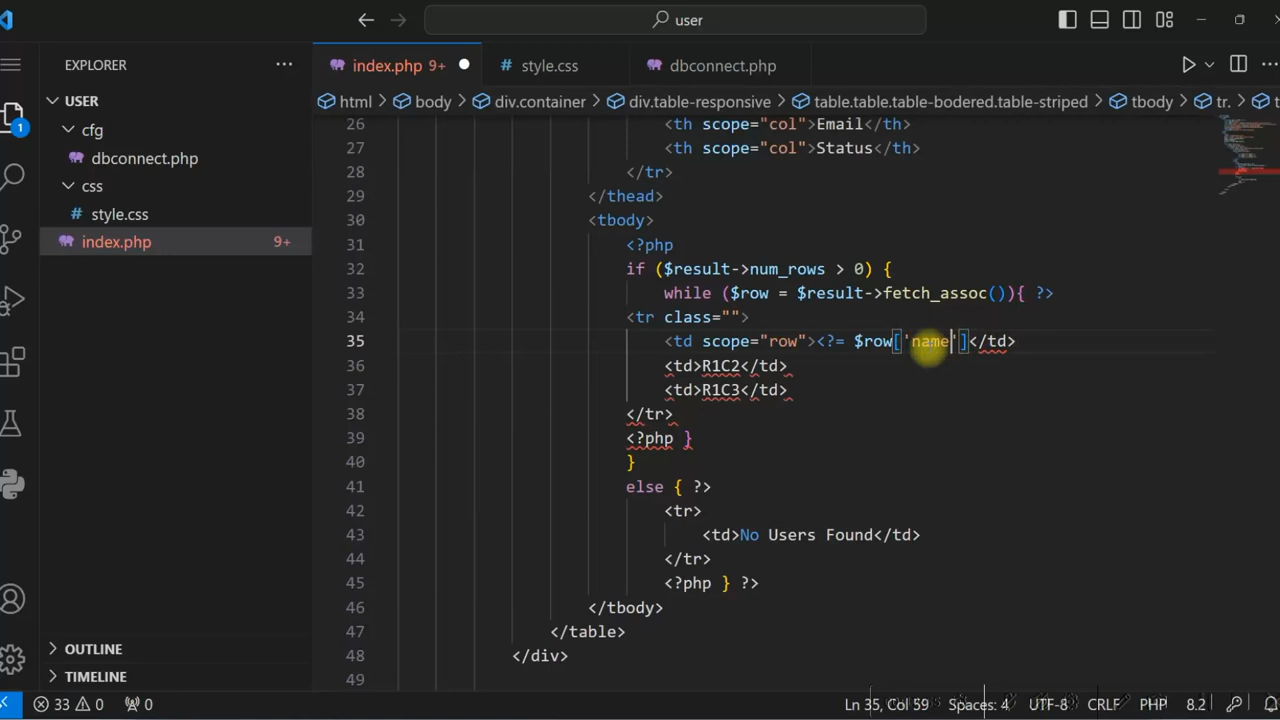 user
EXPLORER
index.php 9+
style.css
dbconnect.php
html
body
div.container
div.table-responsive
table.table.table-bodered.table-striped
tbody
tr.
USER
cfg
dbconnect.php
css
# style.css
index.php 9+
1
26 <th scope="col">Email</th>
27 <th scope="col">Status</th>
28 </tr>
29 </thead>
30 <tbody>
31 <?php
32 if ($result->num_rows > 0) {
33 while ($row = $result->fetch_assoc()){ ?>
34 <tr class="">
35 <td scope="row"><?= $row['name']</td>
36 <td>R1C2</td>
37 <td>R1C3</td>
38 </tr>
39 <?php }
40 }
41 else { ?>
42 <tr>
43 <td>No Users Found</td>
44 </tr>
45 <?php } ?>
46 </tbody>
47 </table>
48 </div>
49
OUTLINE
TIMELINE
33 0 0 Ln 35, Col 59 Spaces: 4 UTF-8 CRLF PHP 8.2